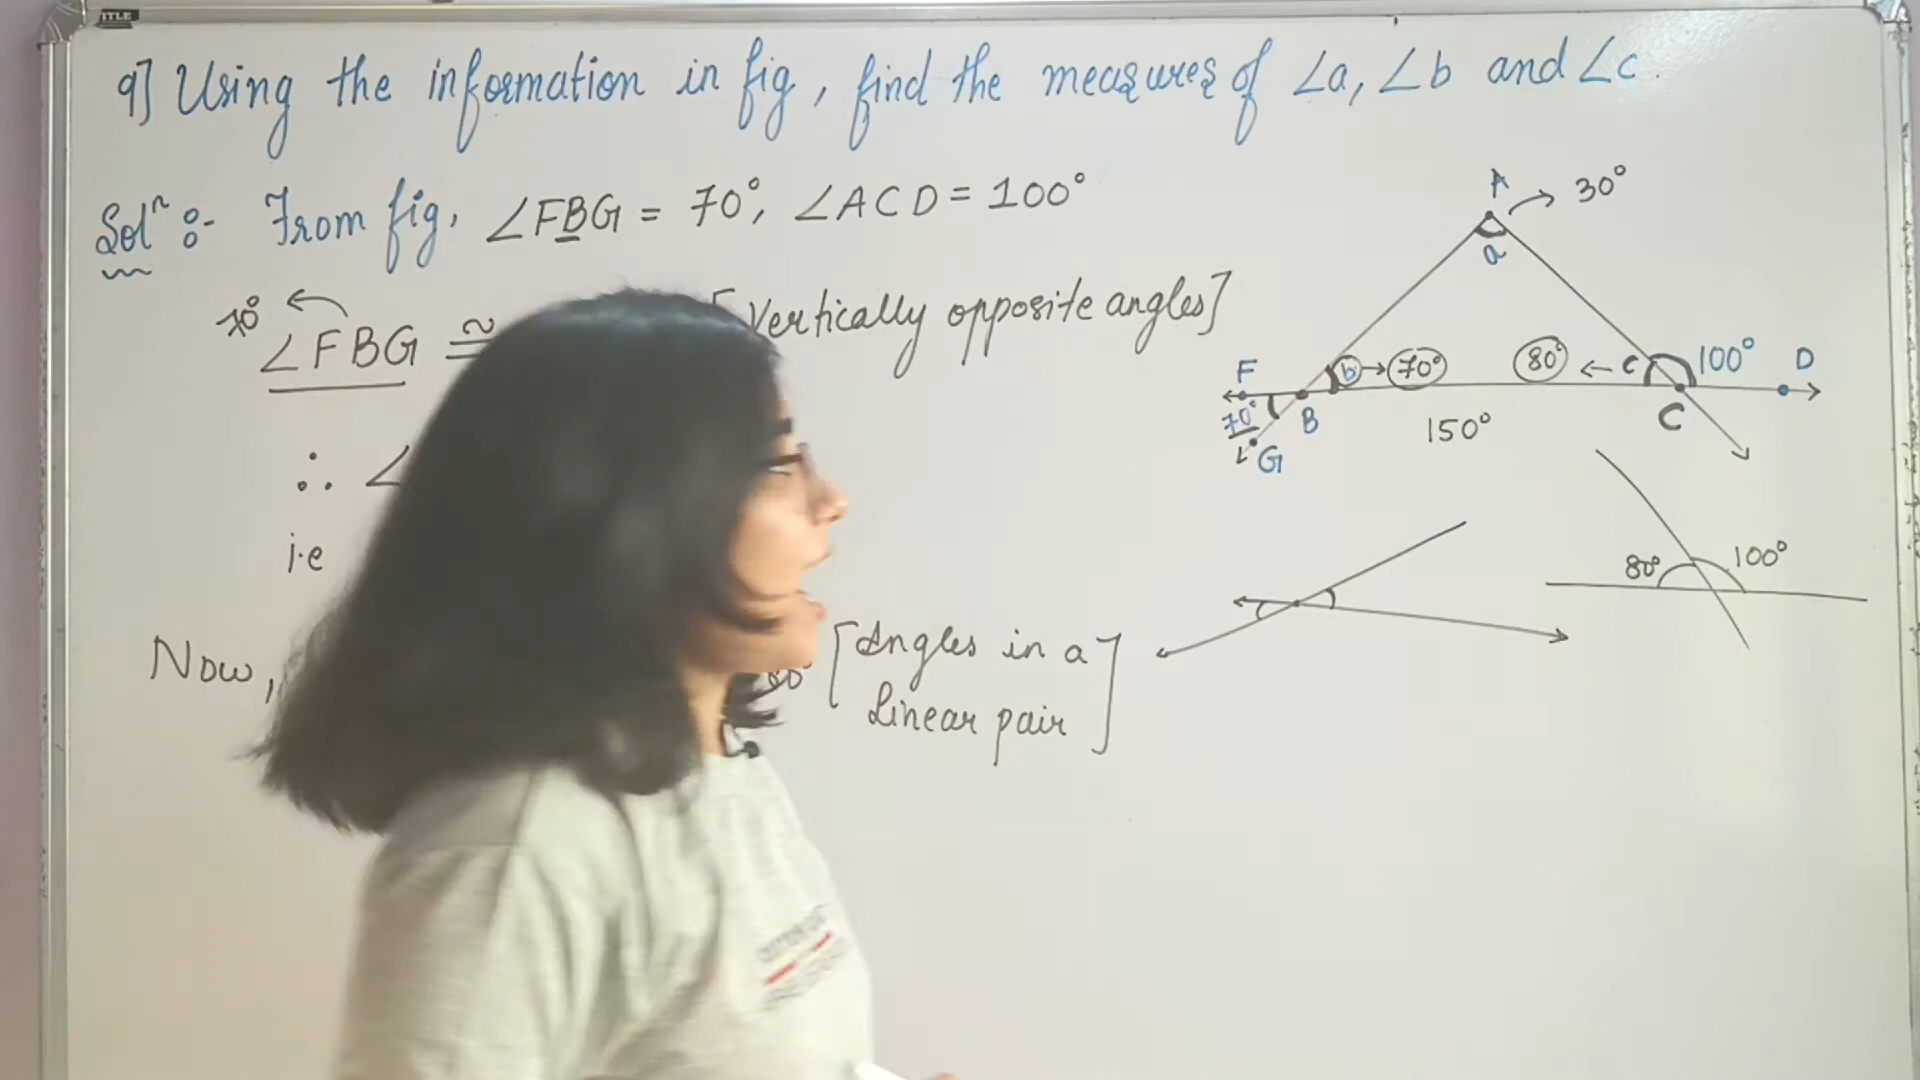 ITLE
9] Using the information in fig, find the measures of ∠a, ∠b and ∠c.
Solⁿ :- From fig, ∠FBG = 70°, ∠ACD = 100°
70°
∠FBG ≅ [Vertically opposite angles]
∴ ∠
i.e
Now, [Angles in a
Linear pair]
A → 30°
a
F b → 70° 80° ← c 100° D
70° B 150° C
G
80° 100°